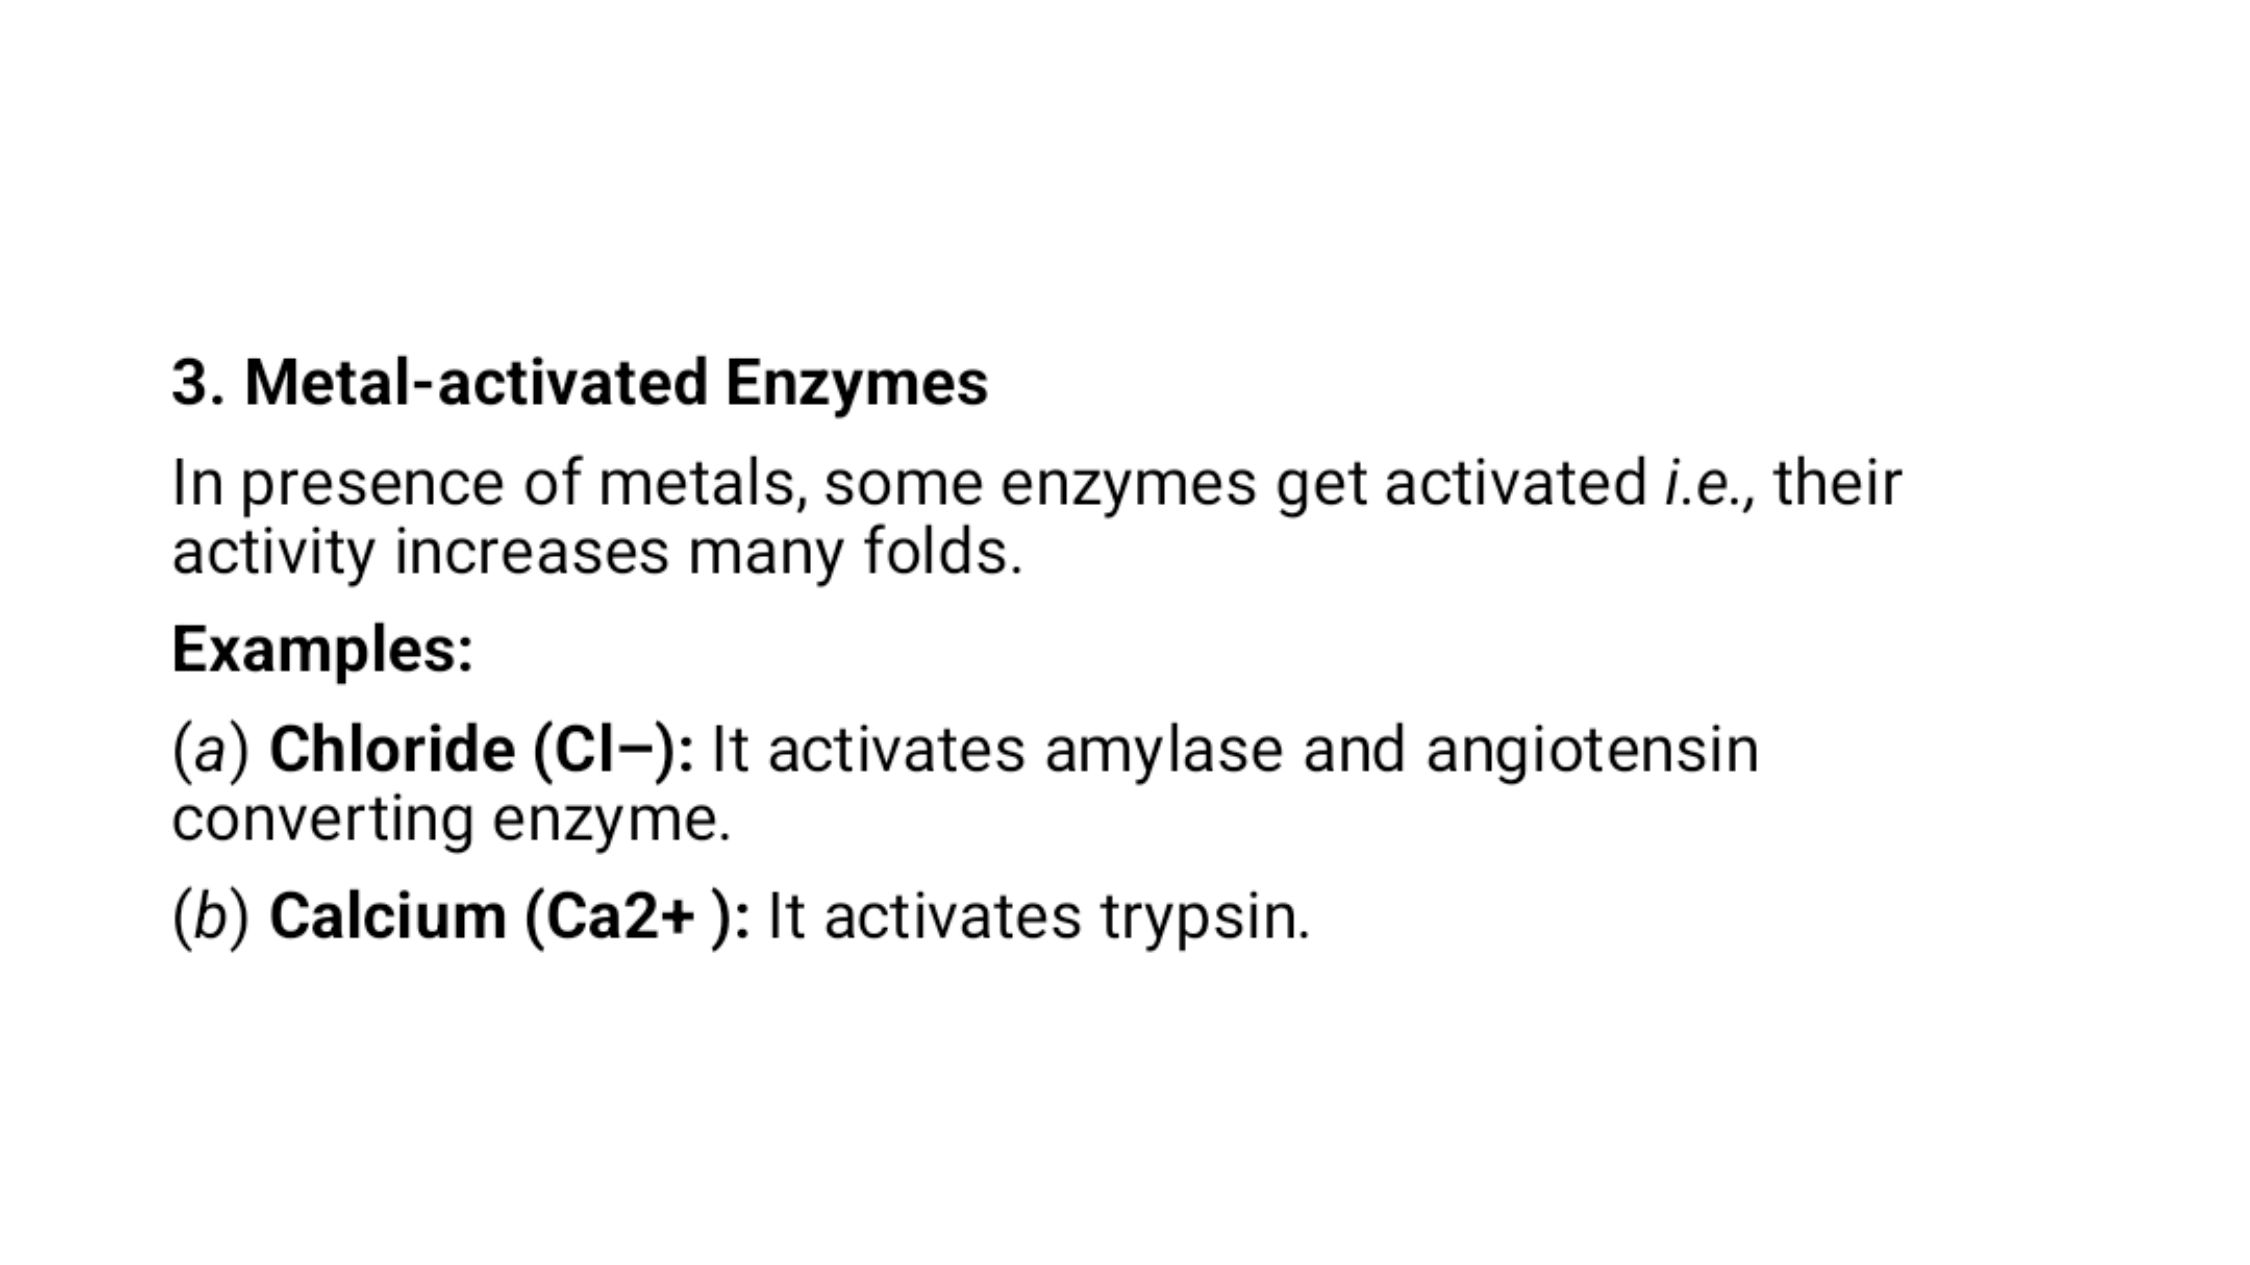 3. Metal-activated Enzymes
In presence of metals, some enzymes get activated i.e., their
activity increases many folds.
Examples:
(a) Chloride (Cl–): It activates amylase and angiotensin
converting enzyme.
(b) Calcium (Ca2+ ): It activates trypsin.